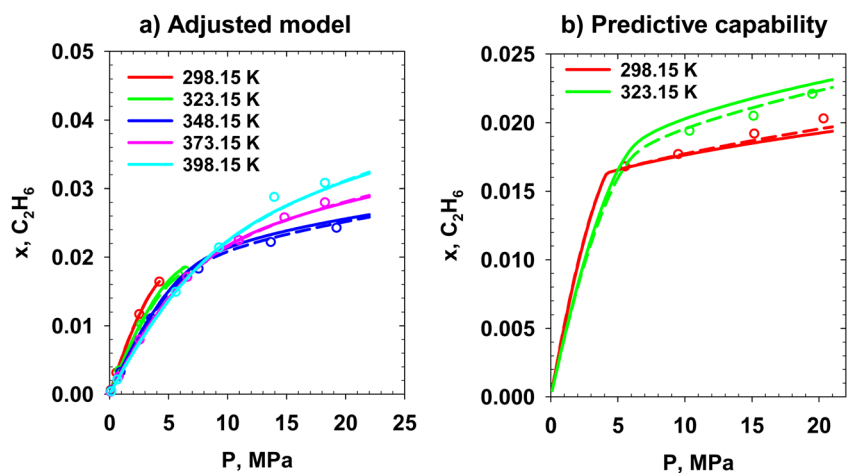 a) Adjusted model
x, C₂H₆
0.05
0.04
0.03
0.02
0.01
0.00
298.15 K
323.15 K
348.15 K
373.15 K
398.15 K
0 5 10 15 20 25
P, MPa
b) Predictive capability
x, C₂H₆
0.025
0.020
0.015
0.010
0.005
0.000
298.15 K
323.15 K
0 5 10 15 20
P, MPa